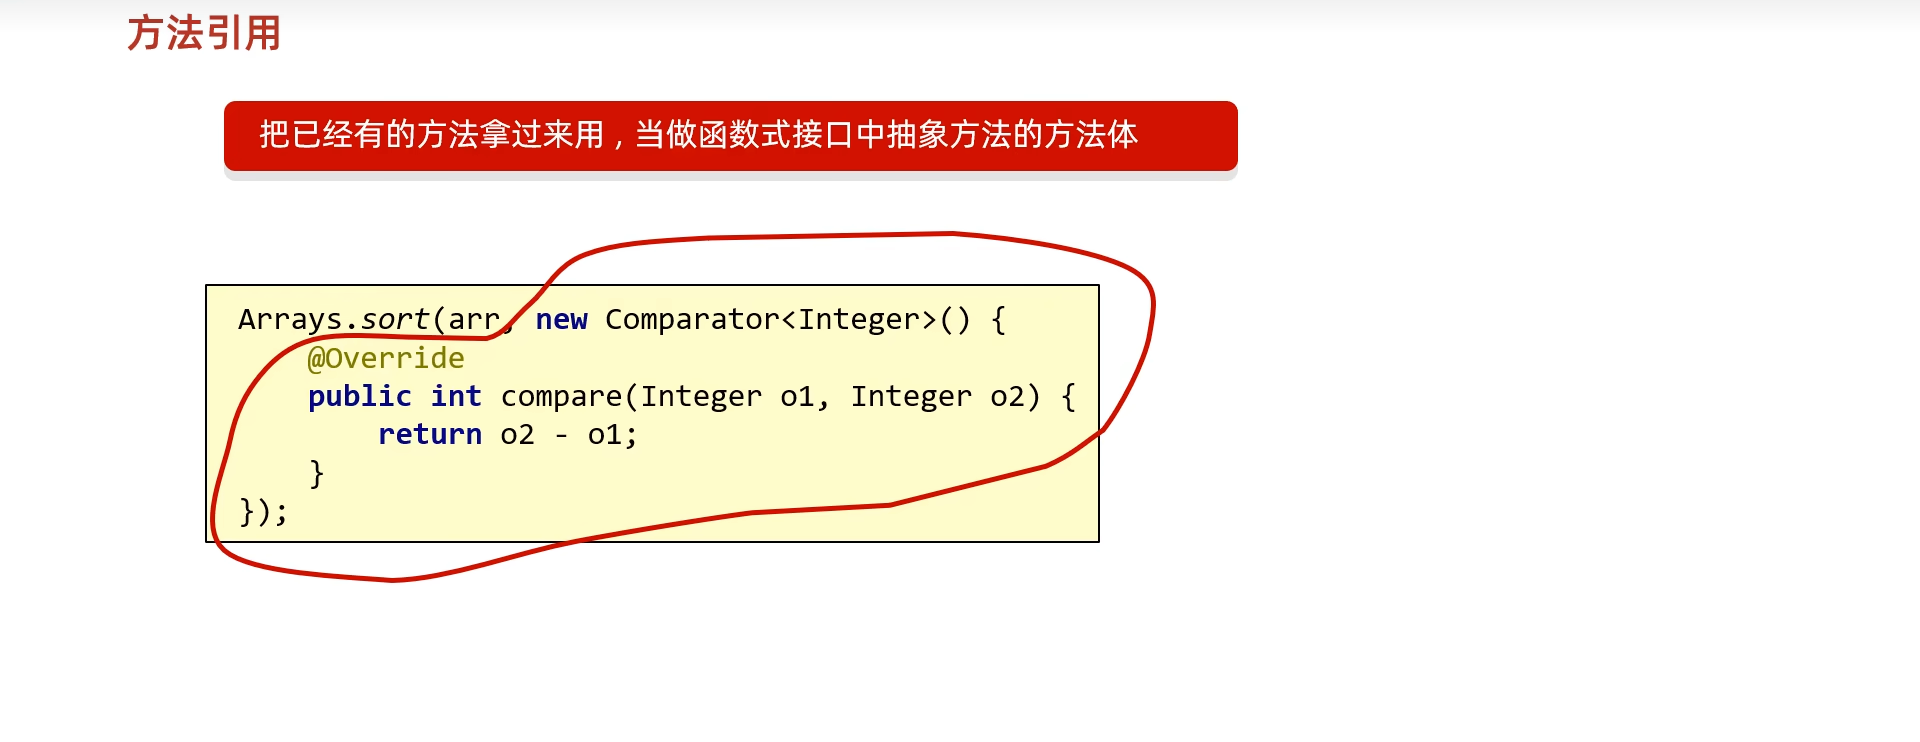 方法引用
把已经有的方法拿过来用，当做函数式接口中抽象方法的方法体
Arrays.sort(arr, new Comparator<Integer>() {
@Override
public int compare(Integer o1, Integer o2) {
return o2 - o1;
}
});